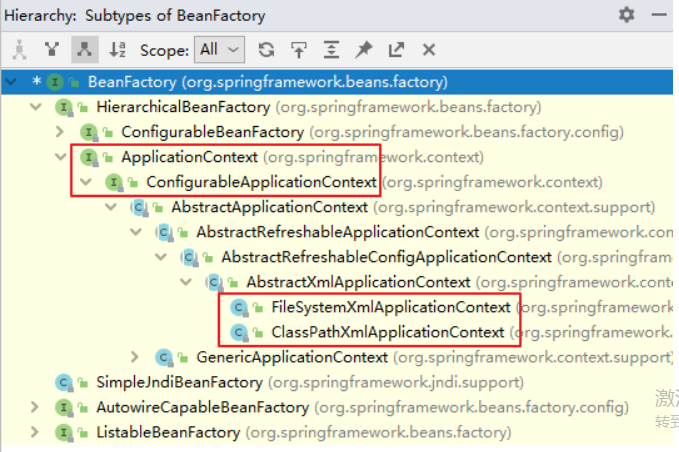 Hierarchy: Subtypes of BeanFactory
Scope: All
* BeanFactory (org.springframework.beans.factory)
HierarchicalBeanFactory (org.springframework.beans.factory)
ConfigurableBeanFactory (org.springframework.beans.factory.config)
ApplicationContext (org.springframework.context)
ConfigurableApplicationContext (org.springframework.context)
AbstractApplicationContext (org.springframework.context.support)
AbstractRefreshableApplicationContext (org.springframework.conte
AbstractRefreshableConfigApplicationContext (org.springfram
AbstractXmlApplicationContext (org.springframework.conte
FileSystemXmlApplicationContext (org.springframewor
ClassPathXmlApplicationContext (org.springframework.
GenericApplicationContext (org.springframework.context.support)
SimpleJndiBeanFactory (org.springframework.jndi.support)
激
AutowireCapableBeanFactory (org.springframework.beans.factory.config)
转到
ListableBeanFactory (org.springframework.beans.factory)